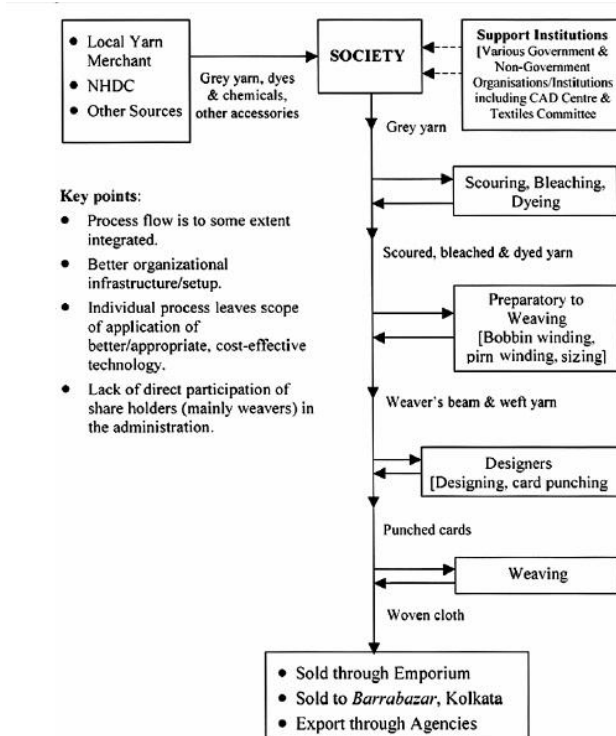 ● Local Yarn
Merchant
● NHDC
● Other Sources
Grey yarn, dyes
& chemicals,
other accessories
SOCIETY
Support Institutions
[Various Government &
Non-Government
Organisations/Institutions
including CAD Centre &
Textiles Committee
Grey yarn
Scouring, Bleaching,
Dyeing
Scoured, bleached & dyed yarn
Key points:
● Process flow is to some extent
integrated.
● Better organizational
infrastructure/setup.
● Individual process leaves scope
of application of
better/appropriate, cost-effective
technology.
● Lack of direct participation of
share holders (mainly weavers) in
the administration.
Preparatory to
Weaving
[Bobbin winding,
pirn winding, sizing]
Weaver's beam & weft yarn
Designers
[Designing, card punching
Punched cards
Weaving
Woven cloth
● Sold through Emporium
● Sold to Barrabazar, Kolkata
● Export through Agencies